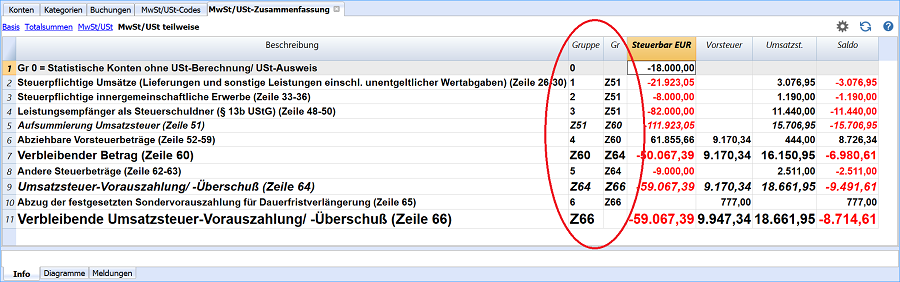 Konten Kategorien Buchungen MwSt/USt-Codes MwSt/USt-Zusammenfassung
Basis Totalsummen MwSt/USt MwSt/USt teilweise
Beschreibung Gruppe Gr Steuerbar EUR Vorsteuer Umsatzst. Saldo
1 Gr 0 = Statistische Konten ohne USt-Berechnung/ USt-Ausweis 0 -18.000,00
2 Steuerpflichtige Umsätze (Lieferungen und sonstige Leistungen einschl. unentgeltlicher Wertabgaben) (Zeile 26-30) 1 Z51 -21.923,05 3.076,95 -3.076,95
3 Steuerpflichtige innergemeinschaftliche Erwerbe (Zeile 33-36) 2 Z51 -8.000,00 1.190,00 -1.190,00
4 Leistungsempfänger als Steuerschuldner (§ 13b UStG) (Zeile 48-50) 3 Z51 -82.000,00 11.440,00 -11.440,00
5 Aufsummierung Umsatzsteuer (Zeile 51) Z51 Z60 -111.923,05 15.706,95 -15.706,95
6 Abziehbare Vorsteuerbeträge (Zeile 52-59) 4 Z60 61.855,66 9.170,34 444,00 8.726,34
7 Verbleibender Betrag (Zeile 60) Z60 Z64 -50.067,39 9.170,34 16.150,95 -6.980,61
8 Andere Steuerbeträge (Zeile 62-63) 5 Z64 -9.000,00 2.511,00 -2.511,00
9 Umsatzsteuer-Vorauszahlung/ -Überschuß (Zeile 64) Z64 Z66 -59.067,39 9.170,34 18.661,95 -9.491,61
10 Abzug der festgesetzten Sondervorauszahlung für Dauerfristverlängerung (Zeile 65) 6 Z66 777,00 777,00
11 Verbleibende Umsatzsteuer-Vorauszahlung/ -Überschuß (Zeile 66) Z66 -59.067,39 9.947,34 18.661,95 -8.714,61
Info Diagramme Meldungen